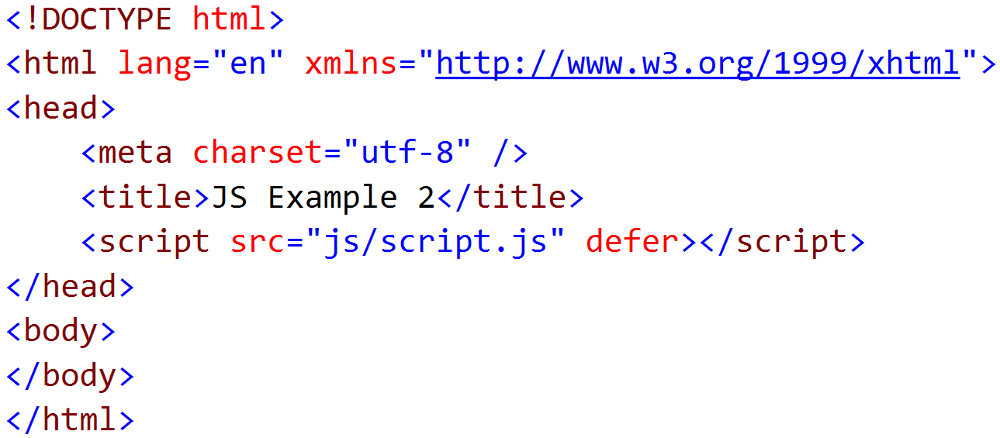 <!DOCTYPE html>
<html lang="en" xmlns="http://www.w3.org/1999/xhtml">
<head>
    <meta charset="utf-8" />
    <title>JS Example 2</title>
    <script src="js/script.js" defer></script>
</head>
<body>
</body>
</html>